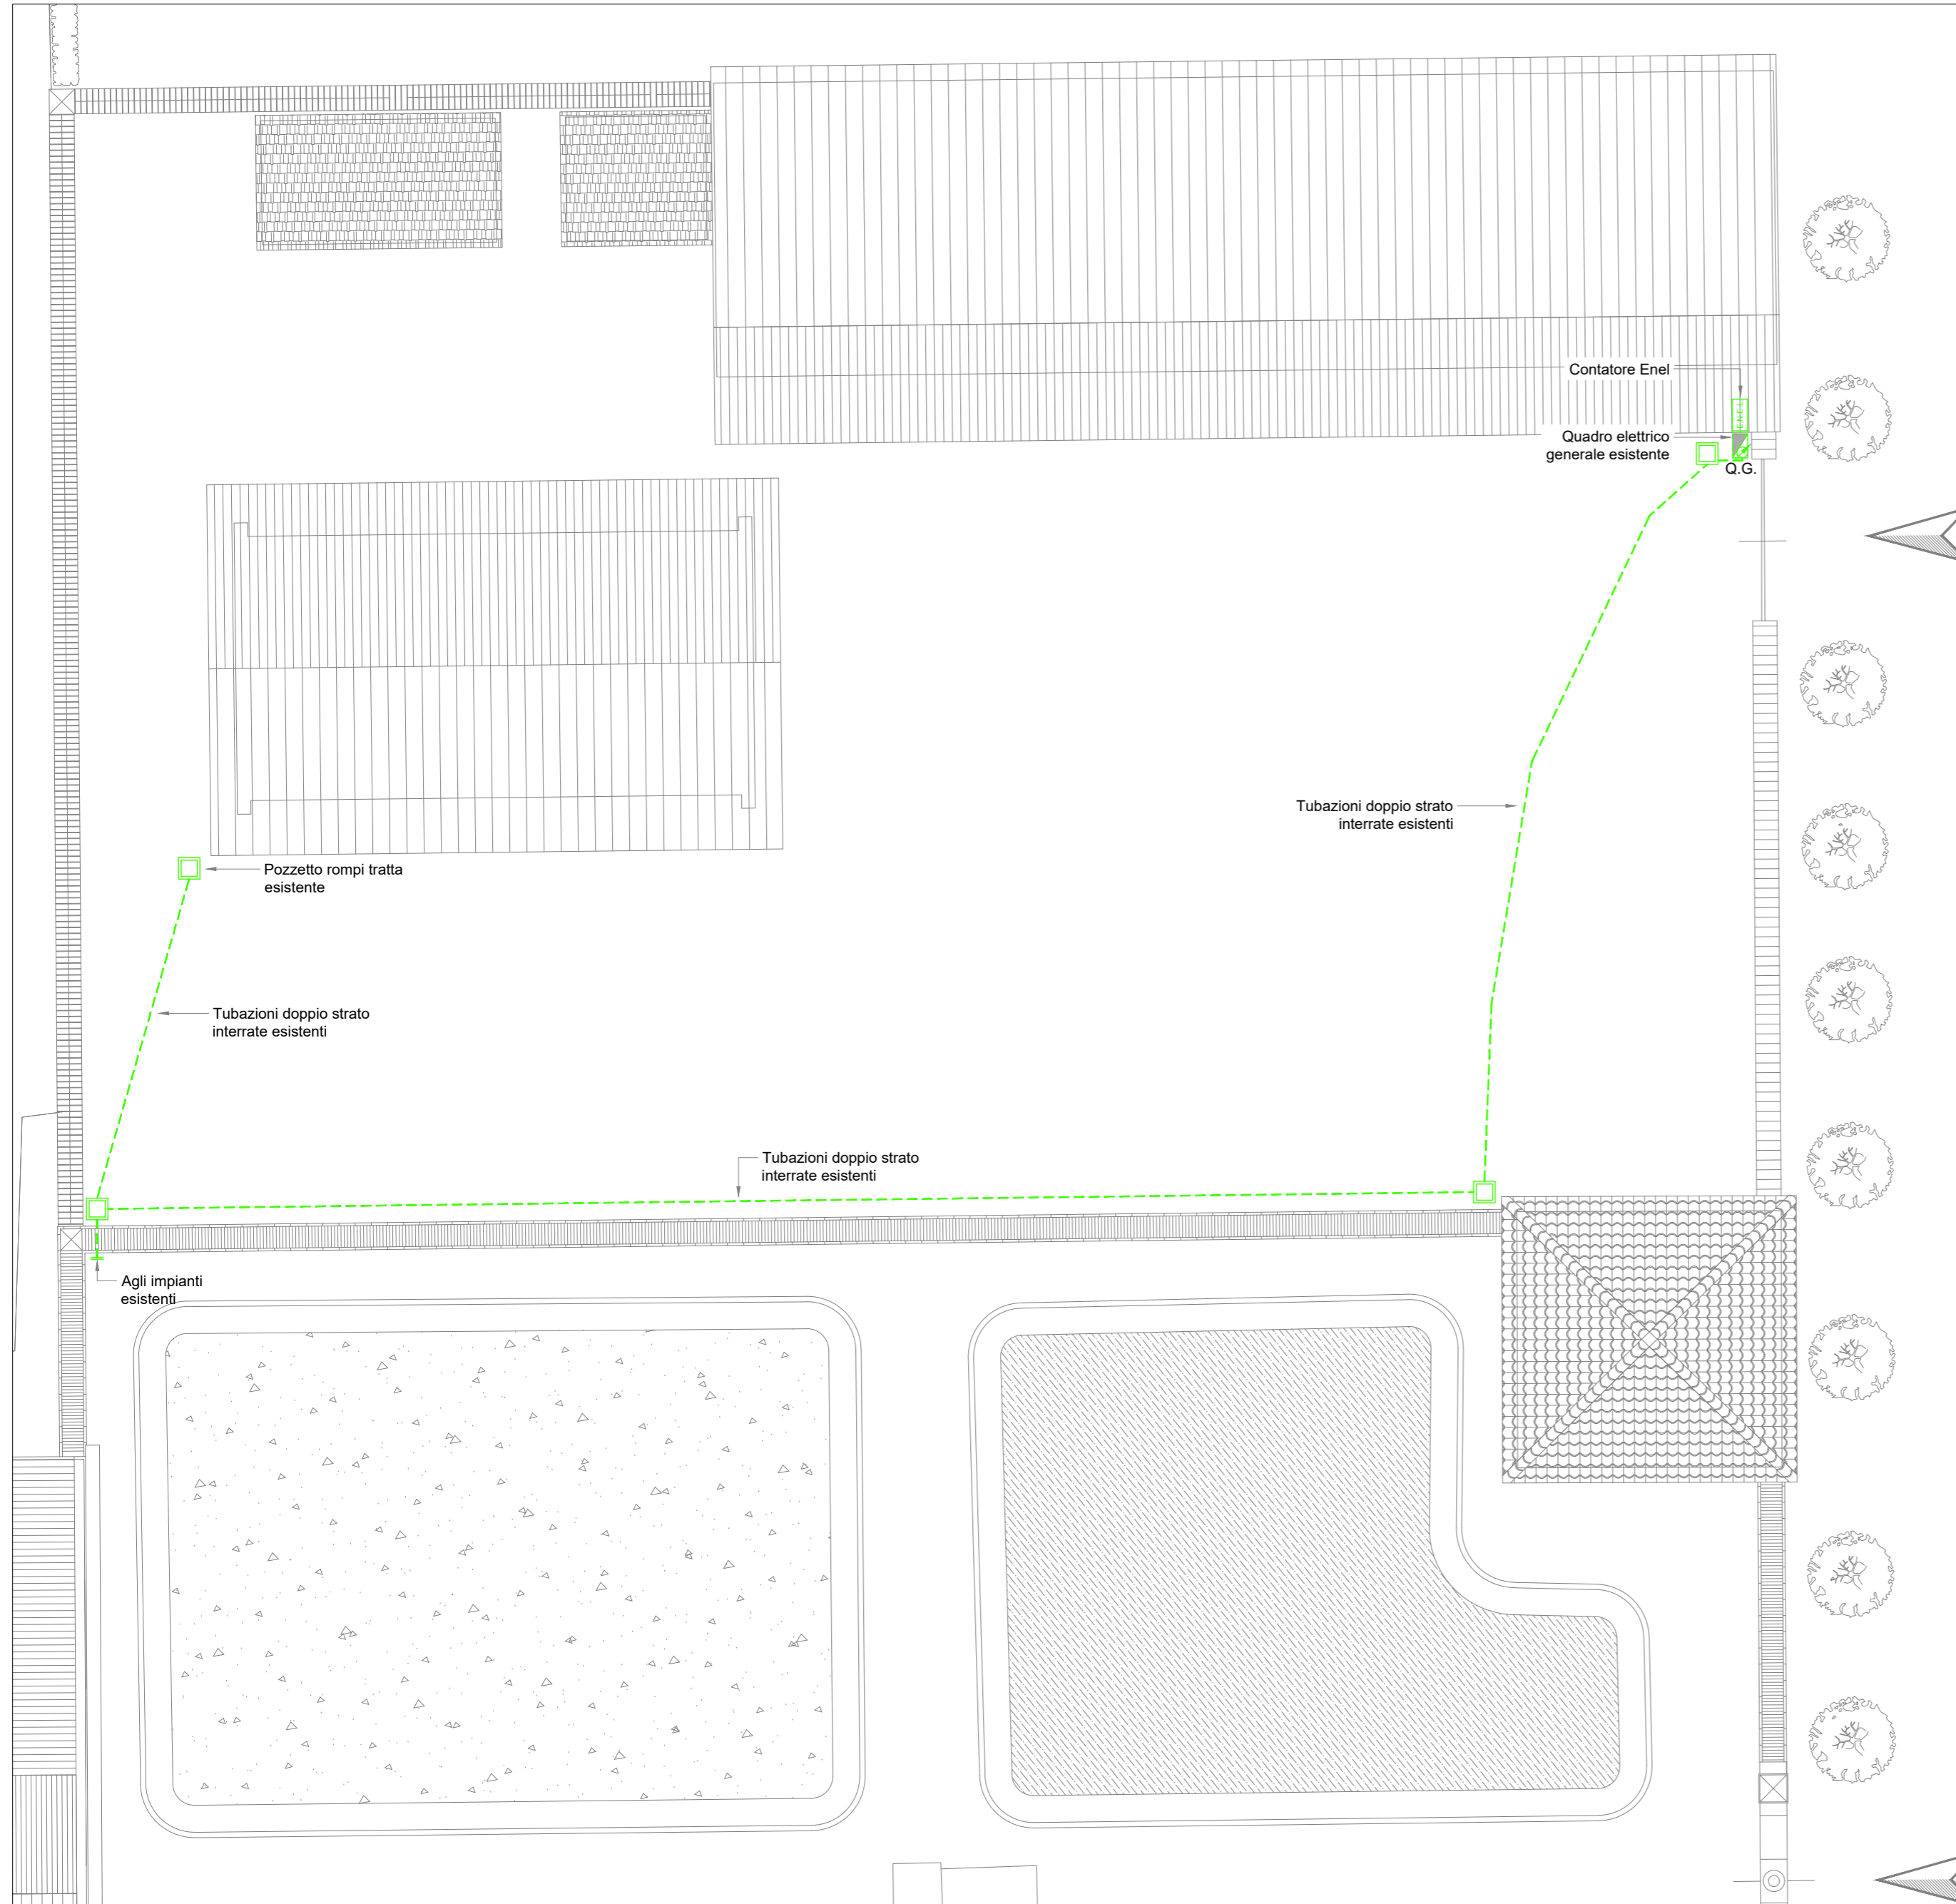 Contatore Enel
ENEL
Quadro elettrico
generale esistente
Q.G.
Tubazioni doppio strato
interrate esistenti
Pozzetto rompi tratta
esistente
Tubazioni doppio strato
interrate esistenti
Tubazioni doppio strato
interrate esistenti
Agli impianti
esistenti